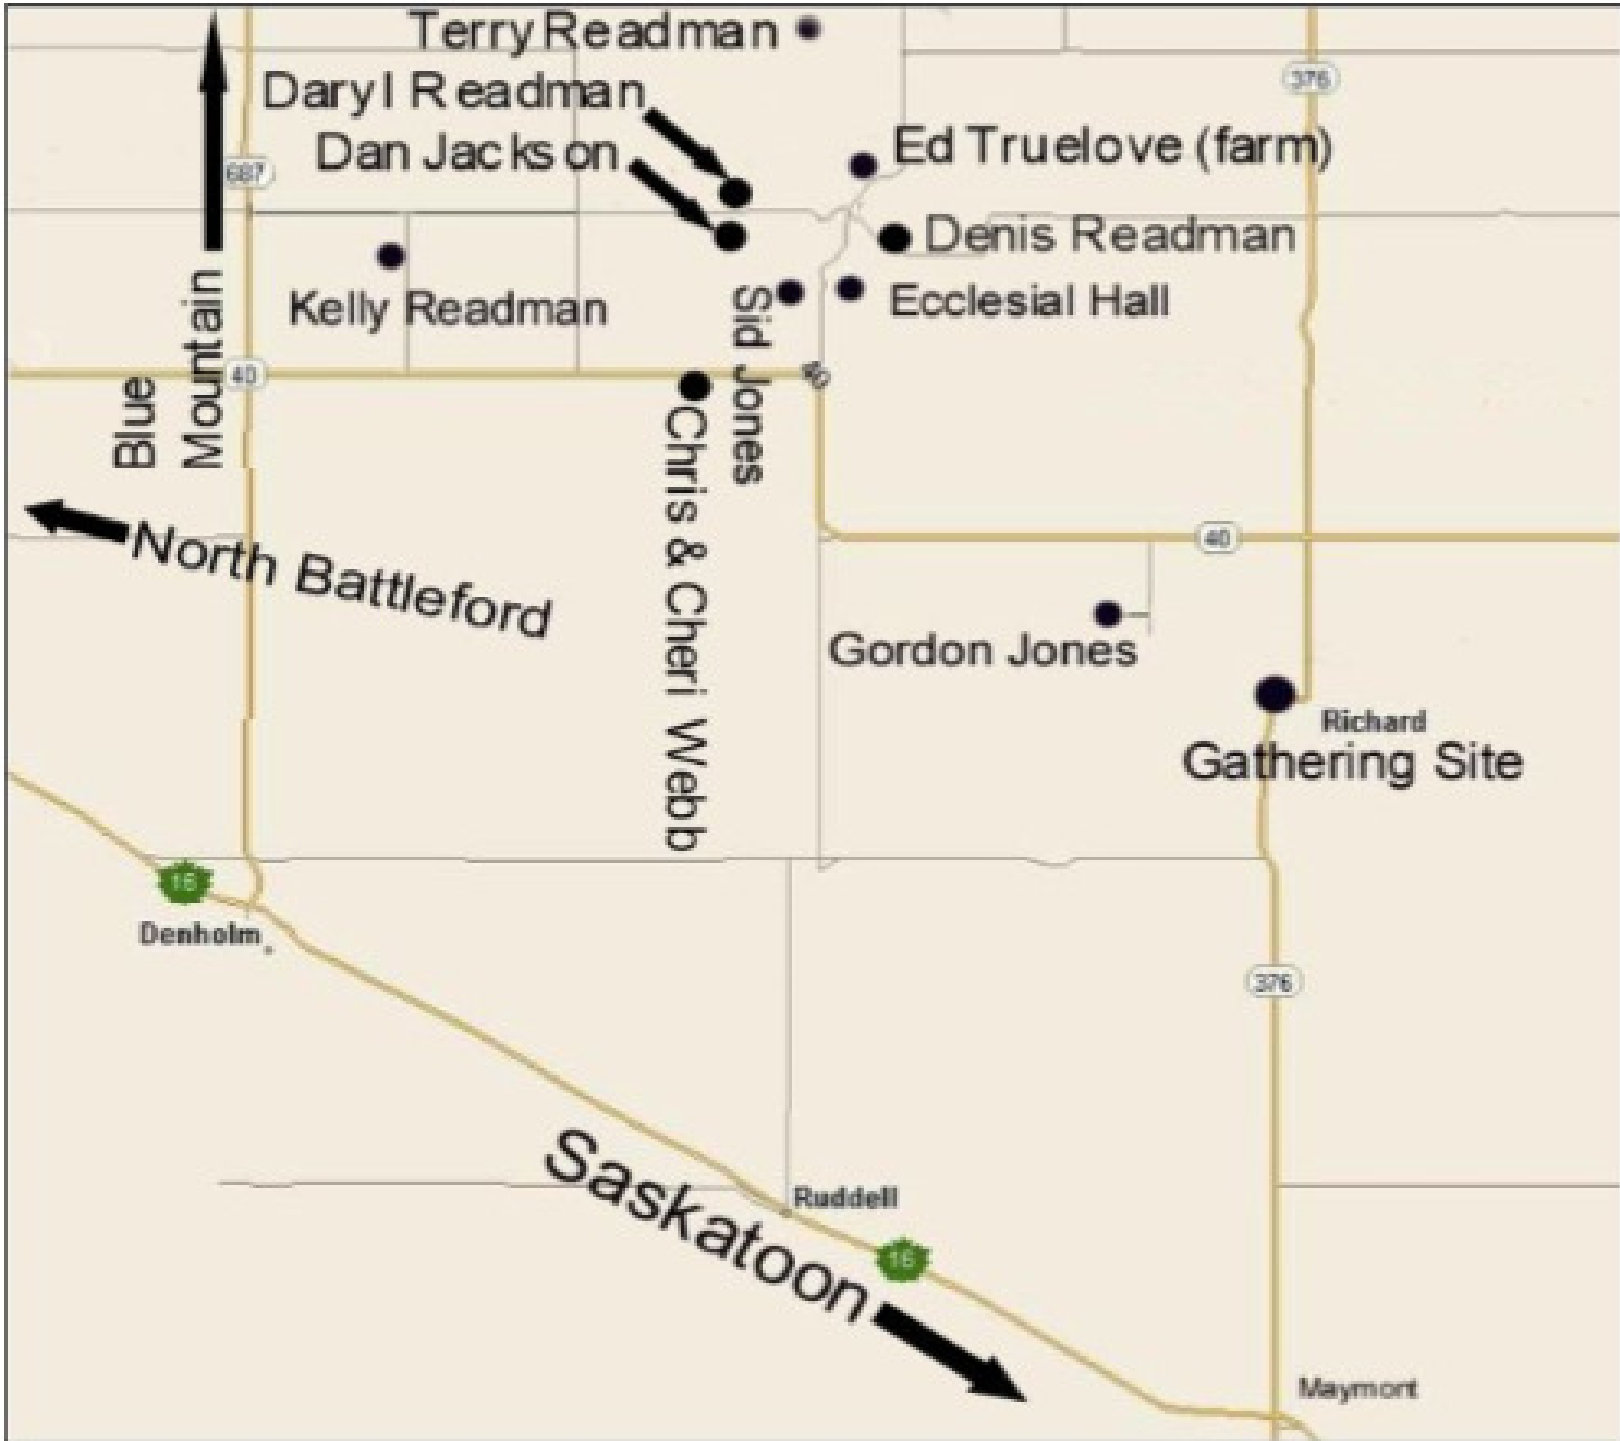 Terry Readman
376
Daryl Readman
Dan Jackson
Ed Truelove (farm)
687
Denis Readman
Kelly Readman
Ecclesial Hall
Sid Jones
Blue
Mountain
40
40
Chris & Cheri Webb
North Battleford
40
Gordon Jones
Richard
Gathering Site
16
Denholm
376
Saskatoon
Ruddell
16
Maymont